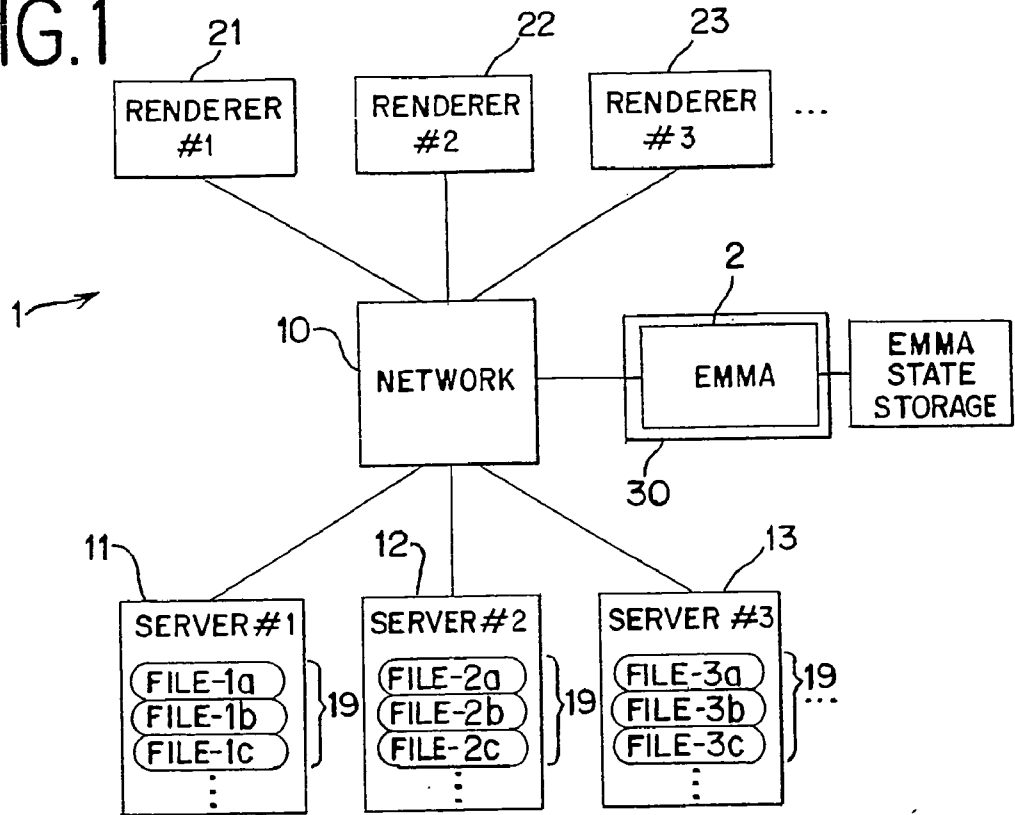 IG.1
21
22
23
RENDERER
#1
RENDERER
#2
RENDERER
#3
...
1
10
NETWORK
2
EMMA
30
EMMA
STATE
STORAGE
11
12
13
SERVER #1
FILE-1a
FILE-1b
FILE-1c
19
SERVER #2
FILE-2a
FILE-2b
FILE-2c
19
SERVER #3
FILE-3a
FILE-3b
FILE-3c
19
...